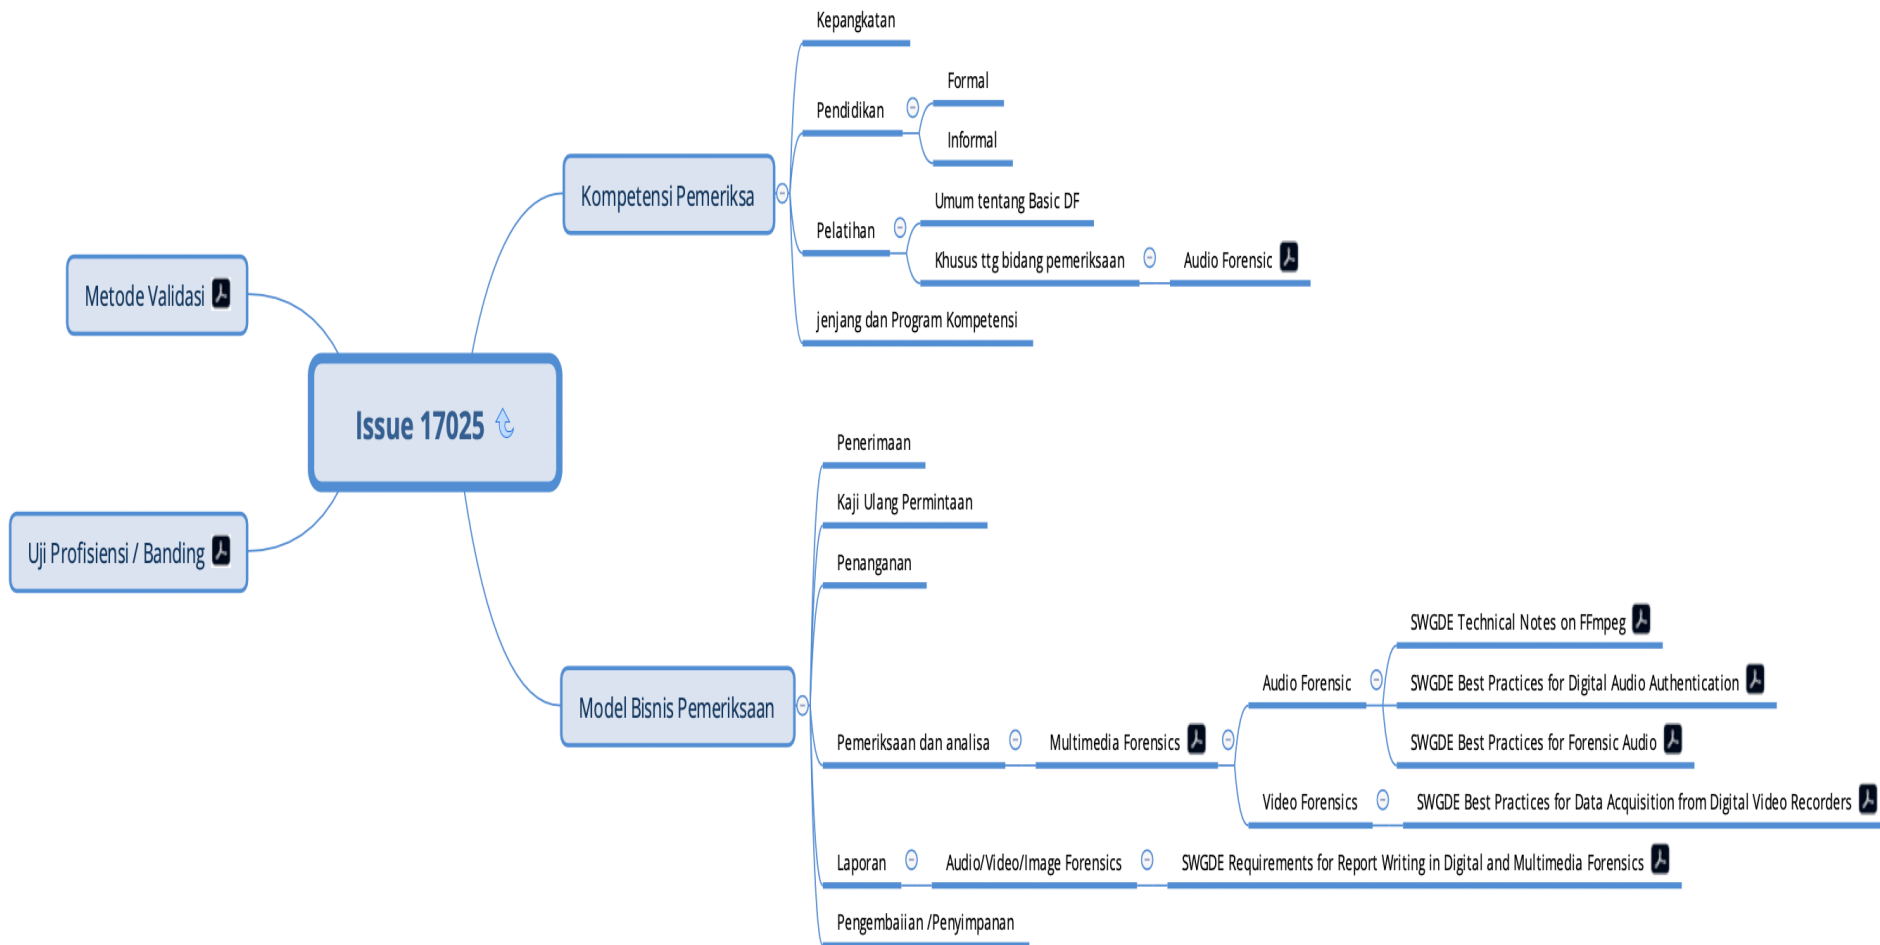 Kepangkatan
Formal
Pendidikan
Informal
Kompetensi Pemeriksa
Umum tentang Basic DF
Pelatihan
Khusus ttg bidang pemeriksaan
Audio Forensic
jenjang dan Program Kompetensi
Metode Validasi
Issue 17025
Uji Profisiensi / Banding
Penerimaan
Kaji Ulang Permintaan
Penanganan
Model Bisnis Pemeriksaan
SWGDE Technical Notes on FFmpeg
Audio Forensic
SWGDE Best Practices for Digital Audio Authentication
Pemeriksaan dan analisa
Multimedia Forensics
SWGDE Best Practices for Forensic Audio
Video Forensics
SWGDE Best Practices for Data Acquisition from Digital Video Recorders
Laporan
Audio/Video/Image Forensics
SWGDE Requirements for Report Writing in Digital and Multimedia Forensics
Pengembaiian /Penyimpanan